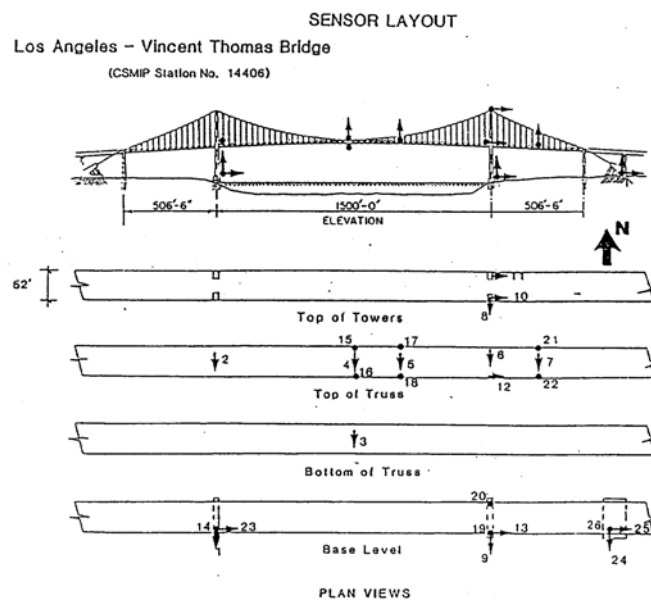 SENSOR LAYOUT
Los Angeles - Vincent Thomas Bridge
(CSMIP Station No. 14406)
506'-6" 1500'-0" 506'-6"
ELEVATION
N
62'
11
10
8
Top of Towers
15 17 21
2 4 5 6 7
16 18 12 22
Top of Truss
3
Bottom of Truss
20
14 23 19 13 26 25
Base Level
9 24
PLAN VIEWS